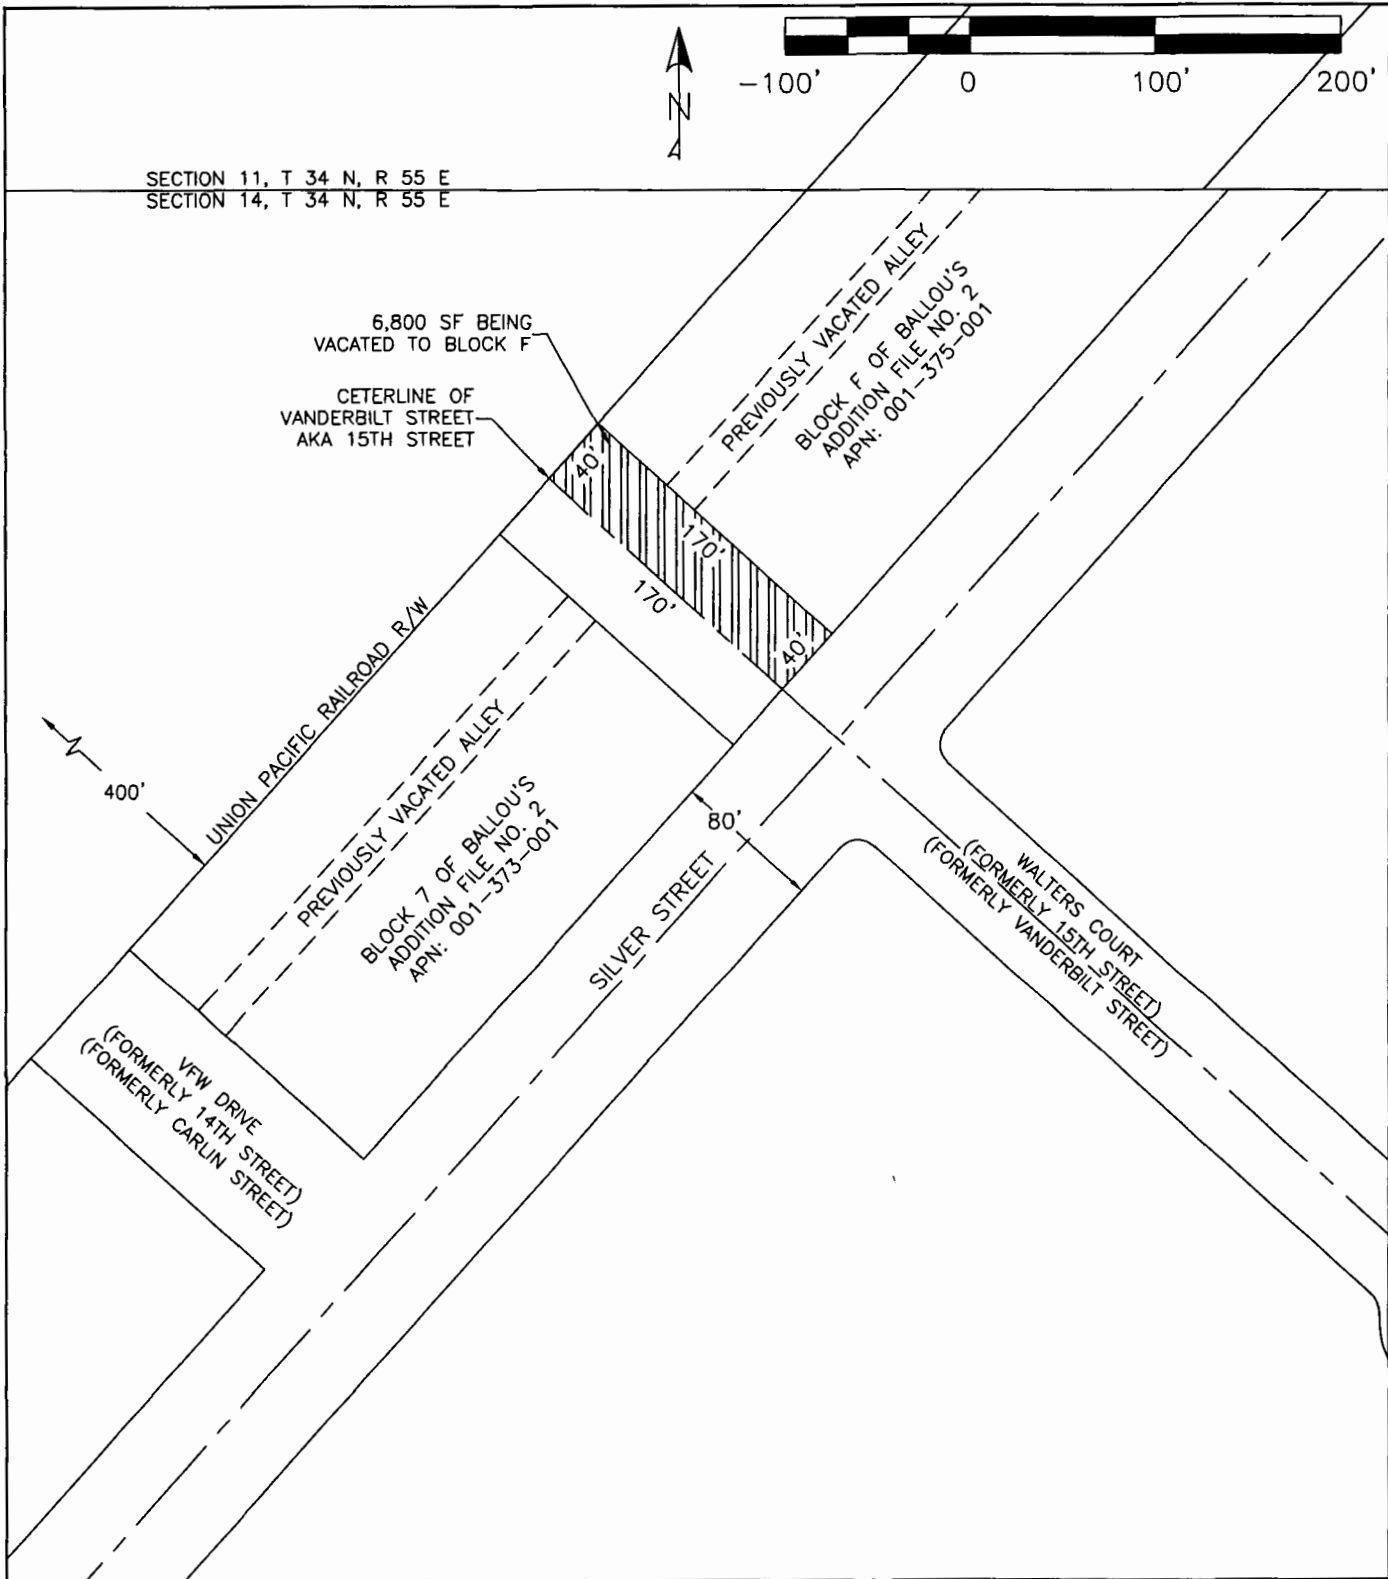 N
-100' 0 100' 200'
SECTION 11, T 34 N, R 55 E
SECTION 14, T 34 N, R 55 E
6,800 SF BEING
VACATED TO BLOCK F
CETERLINE OF
VANDERBILT STREET
AKA 15TH STREET
PREVIOUSLY VACATED ALLEY
BLOCK F OF BALLOU'S
ADDITION FILE NO. 2
APN: 001-375-001
40'
170'
170'
40'
UNION PACIFIC RAILROAD R/W
400'
PREVIOUSLY VACATED ALLEY
BLOCK 7 OF BALLOU'S
ADDITION FILE NO. 2
APN: 001-373-001
80'
SILVER STREET
WALTERS COURT
(FORMERLY 15TH STREET)
(FORMERLY VANDERBILT STREET)
VFW DRIVE
(FORMERLY 14TH STREET)
(FORMERLY CARLIN STREET)